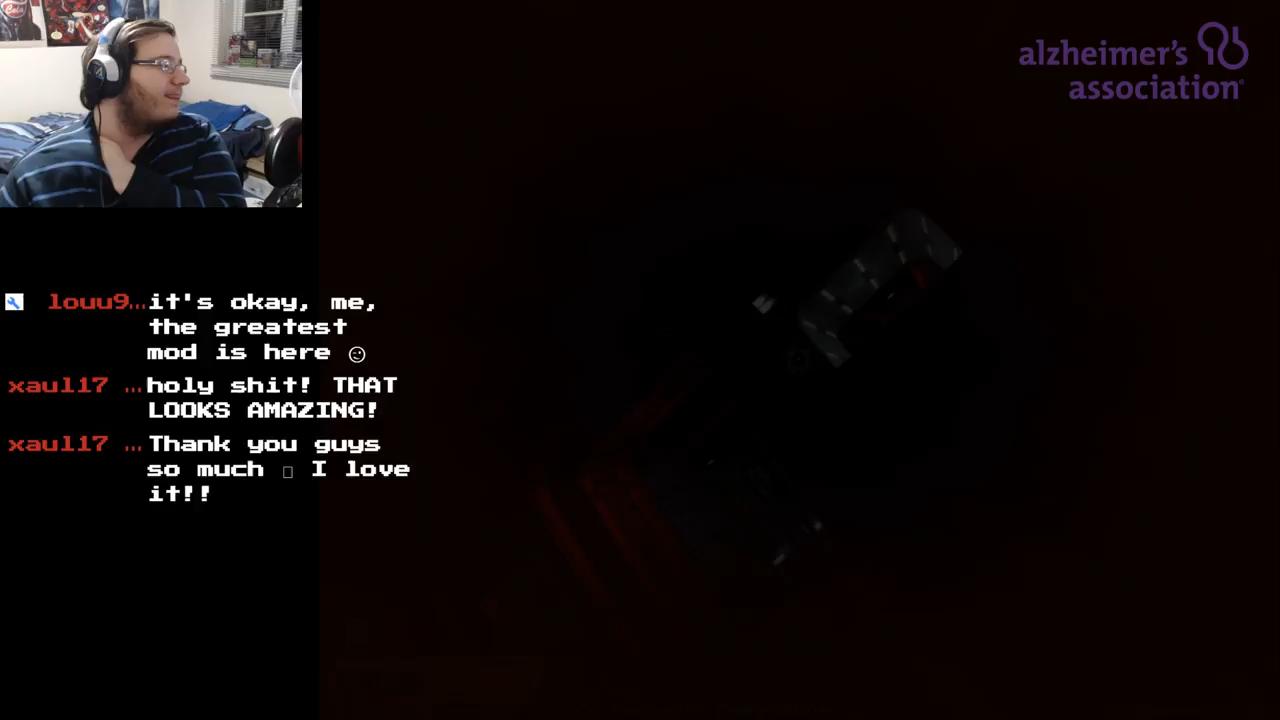 alzheimer's
association®
louu9...it's okay, me,
the greatest
mod is here
xaul17 ...holy shit! THAT
LOOKS AMAZING!
xaul17 ...Thank you guys
so much I love
it!!